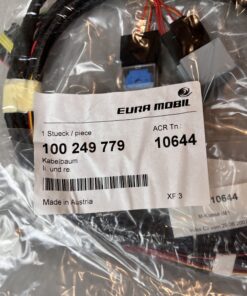 EURA MOBIL
1 Stueck / piece
ACR Tn
100 249 779
10644
Kabelbaum
li. und re.
Made in Austria
XF 3
10644